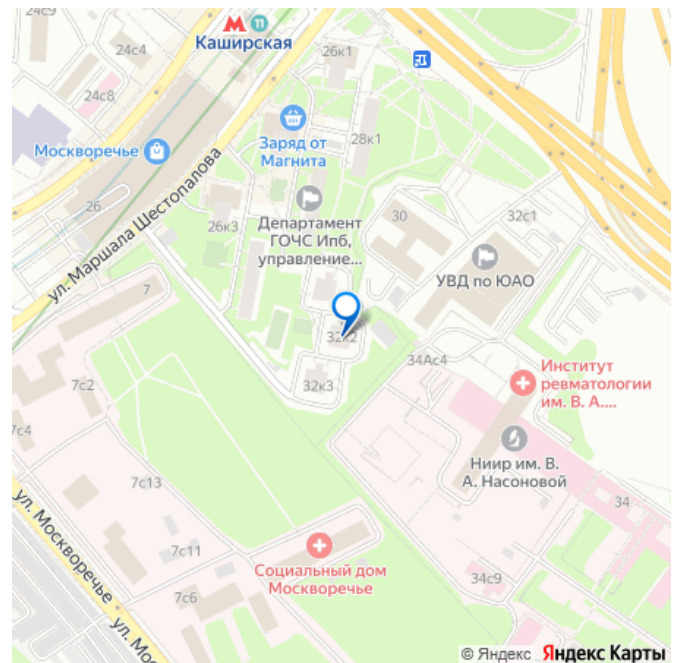 24с9
24с4
11
Каширская
26к1
24с8
Заряд от
Магнита
28к1
Москворечье
ул. Маршала Шестопалова
26
26к3
Департамент
ГОЧС Ипб,
управление...
30
32с1
УВД по ЮАО
7
32к2
32к3
34Ас4
Институт
ревматологии
им. В. А....
7с2
7с4
Ниир им. В.
А. Насоновой
7с13
34
ул. Москворечье
7с11
Социальный дом
Москворечье
34с9
7с6
ул. Мос
© Яндекс Яндекс Карты